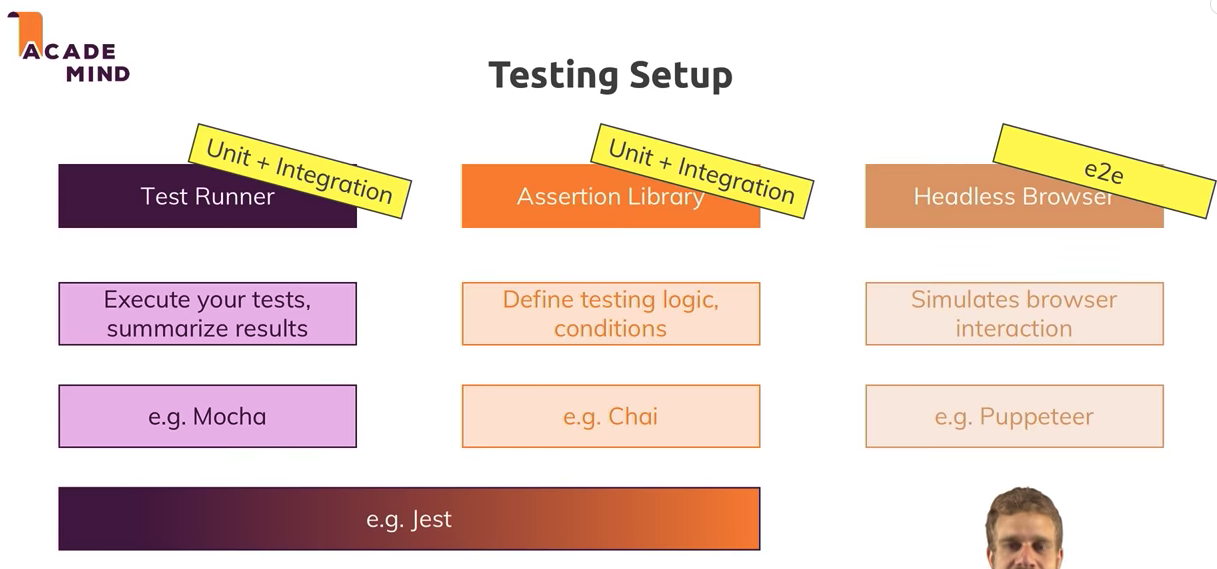 ACADE
MIND
Testing Setup
Unit + Integration
Test Runner
Unit + Integration
Assertion Library
e2e
Headless Browser
Execute your tests,
summarize results
Define testing logic,
conditions
Simulates browser
interaction
e.g. Mocha
e.g. Chai
e.g. Puppeteer
e.g. Jest